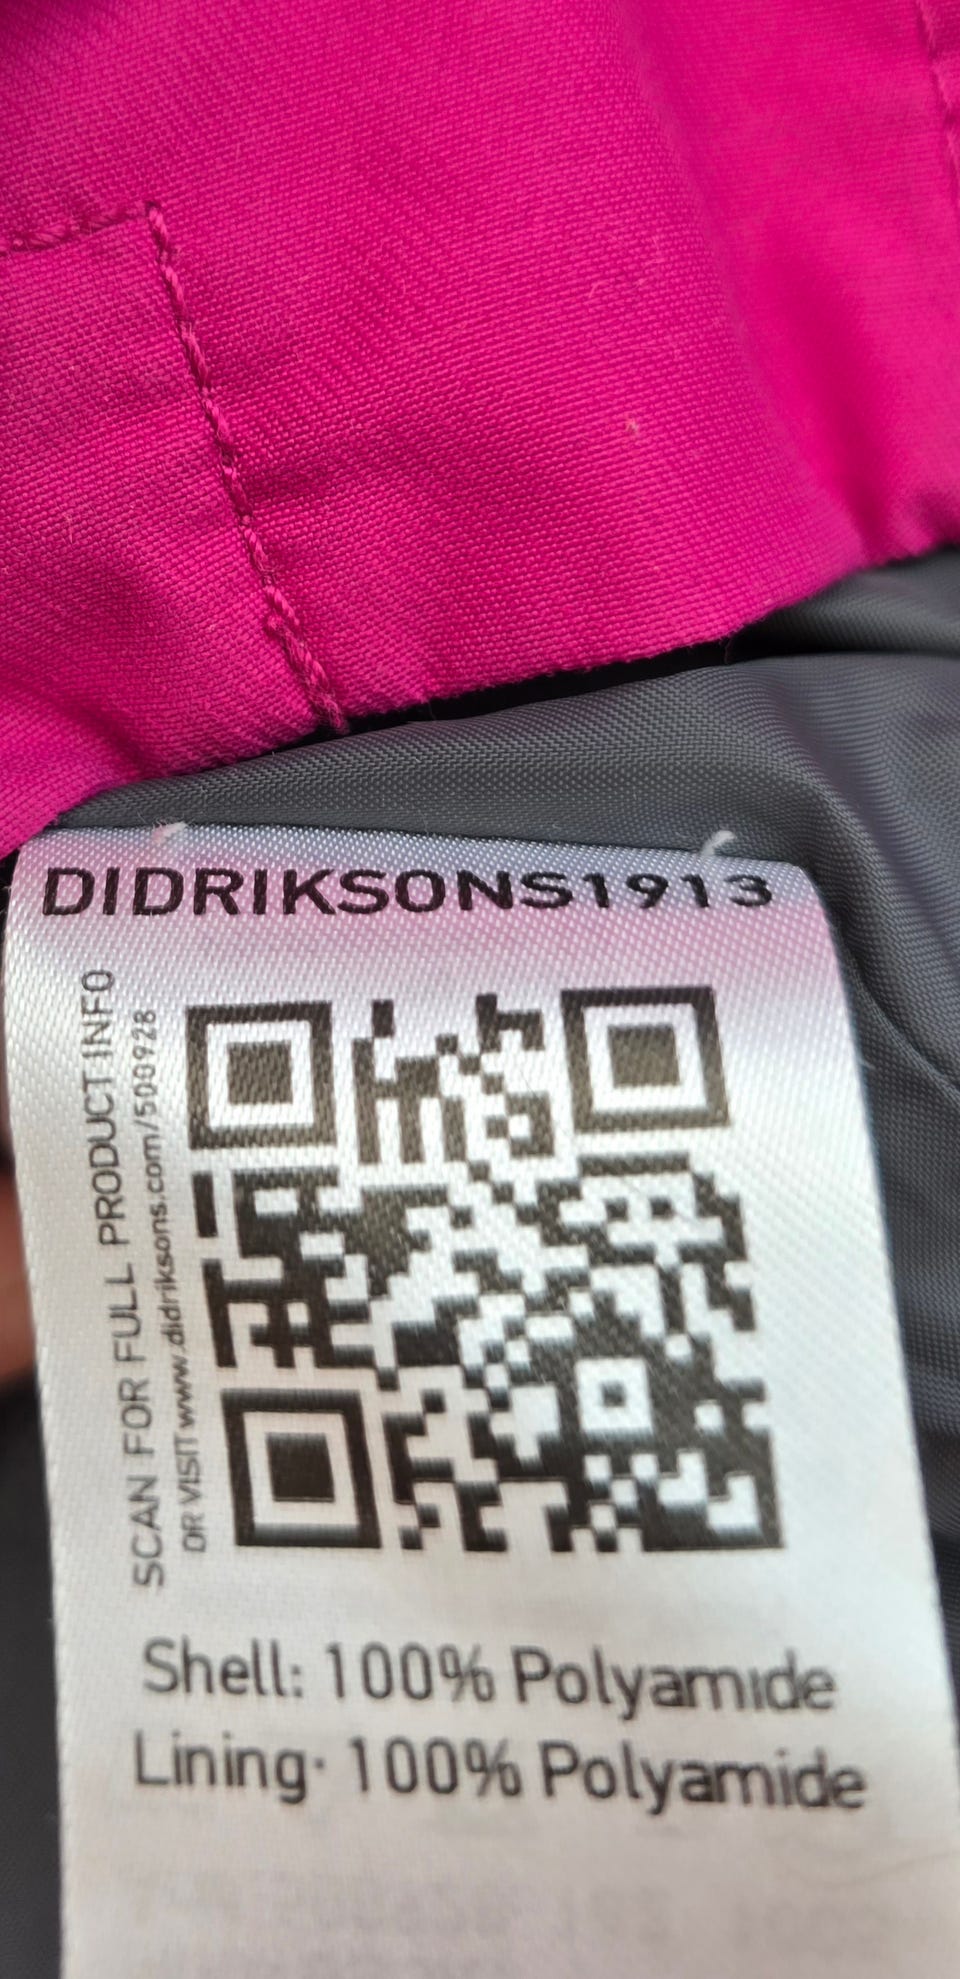 DIDRIKSONS1913
SCAN FOR FULL PRODUCT INFO
OR VISIT www.didriksons.com/500928
Shell: 100% Polyamide
Lining: 100% Polyamide